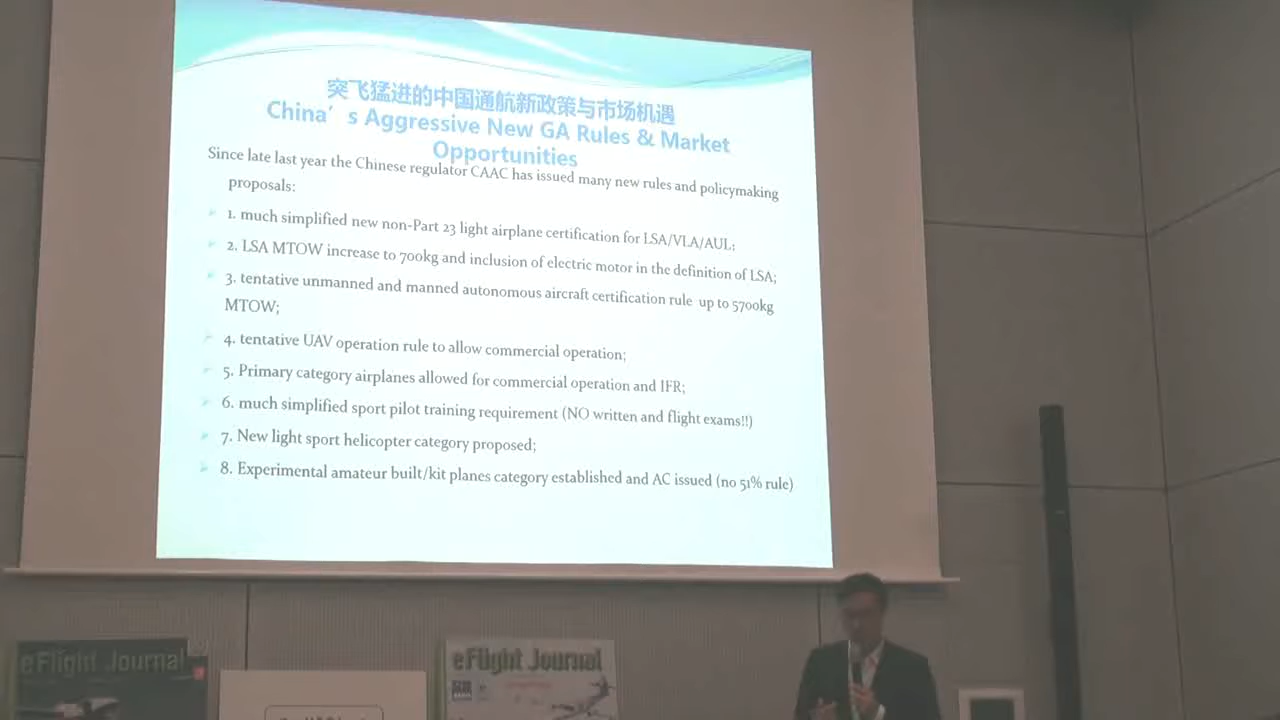 突飞猛进的中国通航新政策与市场机遇
China's Aggressive New GA Rules & Market
Opportunities
Since late last year the Chinese regulator CAAC has issued many new rules and policymaking
proposals:
1. much simplified new non-Part 23 light airplane certification for LSA/VLA/AUL;
2. LSA MTOW increase to 700kg and inclusion of electric motor in the definition of LSA;
3. tentative unmanned and manned autonomous aircraft certification rule up to 5700kg
MTOW;
4. tentative UAV operation rule to allow commercial operation;
5. Primary category airplanes allowed for commercial operation and IFR;
6. much simplified sport pilot training requirement (NO written and flight exams!!)
7. New light sport helicopter category proposed;
8. Experimental amateur built/kit planes category established and AC issued (no 51% rule)
eFlight Journal
eFlight Journal